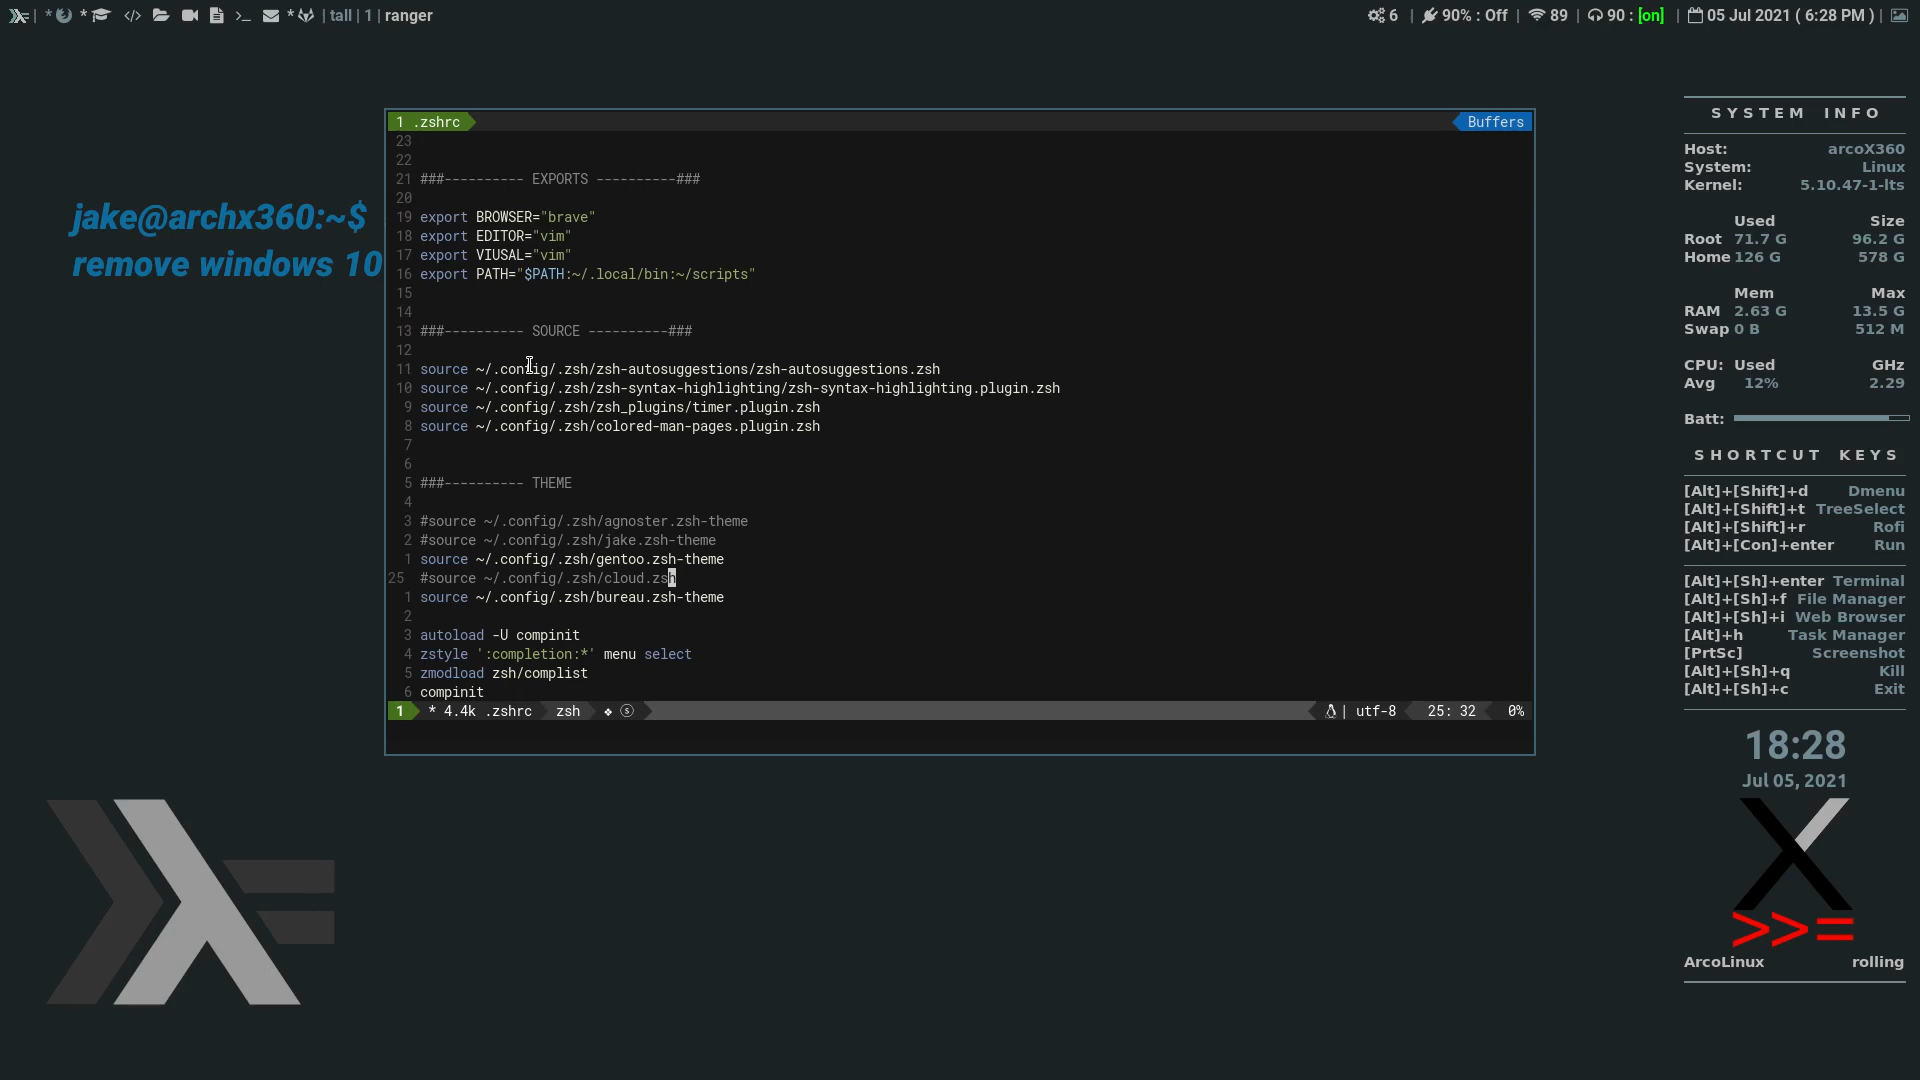 * * * | tall | 1 | ranger
6 | 90% : Off | 89 | 90 : [on] | 05 Jul 2021 ( 6:28 PM ) |
jake@archx360:~$
remove windows 10
1 .zshrc Buffers
23
22
21 ###---------- EXPORTS ----------###
20
19 export BROWSER="brave"
18 export EDITOR="vim"
17 export VIUSAL="vim"
16 export PATH="$PATH:~/.local/bin:~/scripts"
15
14
13 ###---------- SOURCE ----------###
12
11 source ~/.config/.zsh/zsh-autosuggestions/zsh-autosuggestions.zsh
10 source ~/.config/.zsh/zsh-syntax-highlighting/zsh-syntax-highlighting.plugin.zsh
9 source ~/.config/.zsh/zsh_plugins/timer.plugin.zsh
8 source ~/.config/.zsh/colored-man-pages.plugin.zsh
7
6
5 ###---------- THEME
4
3 #source ~/.config/.zsh/agnoster.zsh-theme
2 #source ~/.config/.zsh/jake.zsh-theme
1 source ~/.config/.zsh/gentoo.zsh-theme
25 #source ~/.config/.zsh/cloud.zsh
1 source ~/.config/.zsh/bureau.zsh-theme
2
3 autoload -U compinit
4 zstyle ':completion:*' menu select
5 zmodload zsh/complist
6 compinit
1 * 4.4k .zshrc zsh ❖ ⓢ | utf-8 25: 32 0%
SYSTEM INFO
Host: arcoX360
System: Linux
Kernel: 5.10.47-1-lts
Used Size
Root 71.7 G 96.2 G
Home 126 G 578 G
Mem Max
RAM 2.63 G 13.5 G
Swap 0 B 512 M
CPU: Used GHz
Avg 12% 2.29
Batt:
SHORTCUT KEYS
[Alt]+[Shift]+d Dmenu
[Alt]+[Shift]+t TreeSelect
[Alt]+[Shift]+r Rofi
[Alt]+[Con]+enter Run
[Alt]+[Sh]+enter Terminal
[Alt]+[Sh]+f File Manager
[Alt]+[Sh]+i Web Browser
[Alt]+h Task Manager
[PrtSc] Screenshot
[Alt]+[Sh]+q Kill
[Alt]+[Sh]+c Exit
18:28
Jul 05, 2021
X
>>=
ArcoLinux rolling